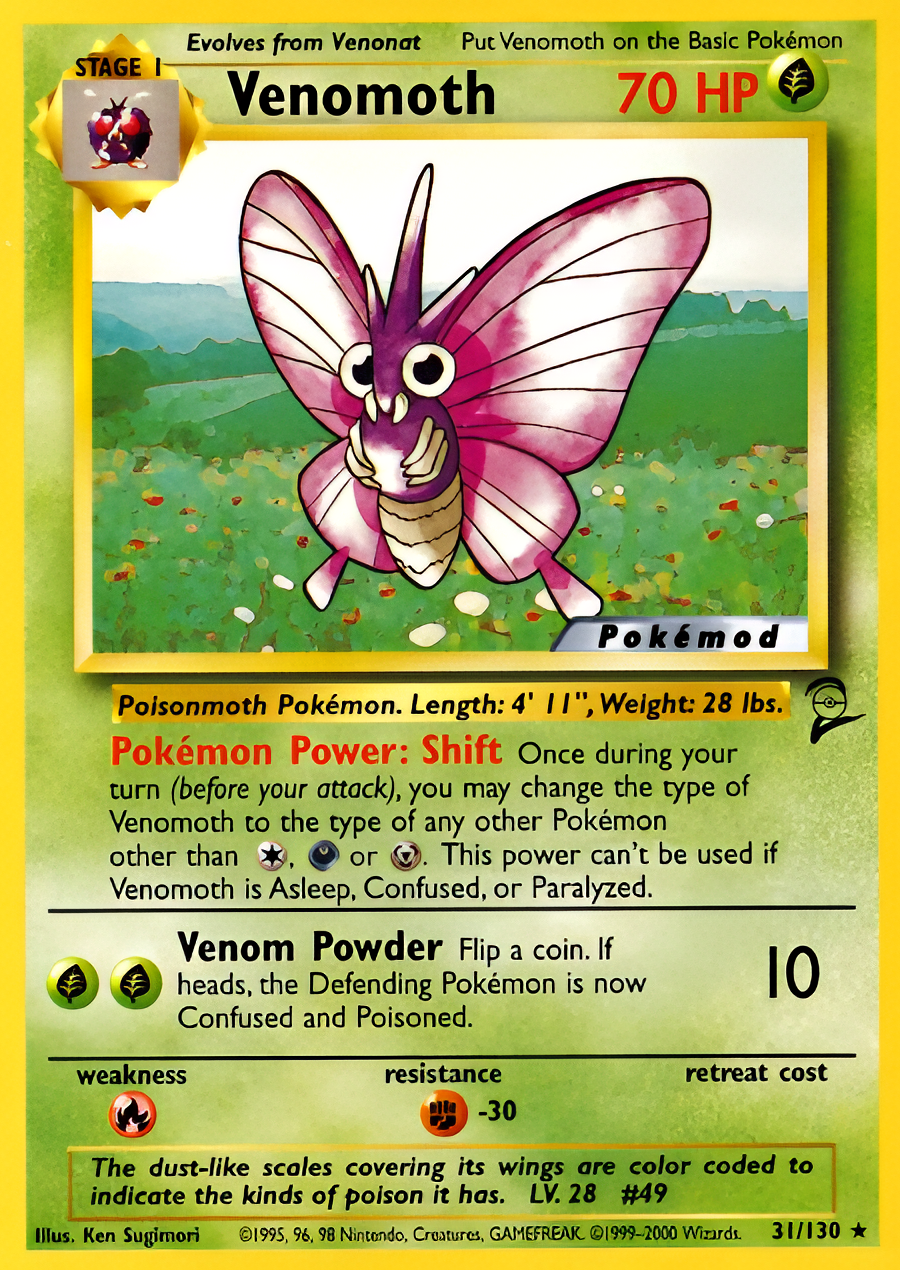 Evolves from Venonat Put Venomoth on the Basic Pokémon
STAGE 1
Venomoth 70 HP
Pokémod
Poisonmoth Pokémon. Length: 4' 11", Weight: 28 lbs.
Pokémon Power: Shift Once during your
turn (before your attack), you may change the type of
Venomoth to the type of any other Pokémon
other than , or . This power can't be used if
Venomoth is Asleep, Confused, or Paralyzed.
Venom Powder Flip a coin. If
heads, the Defending Pokémon is now
Confused and Poisoned.
10
weakness resistance retreat cost
-30
The dust-like scales covering its wings are color coded to
indicate the kinds of poison it has. LV. 28 #49
Illus. Ken Sugimori ©1995, 96, 98 Nintendo, Creatures, GAMEFREAK. ©1999-2000 Wizards. 31/130 ★